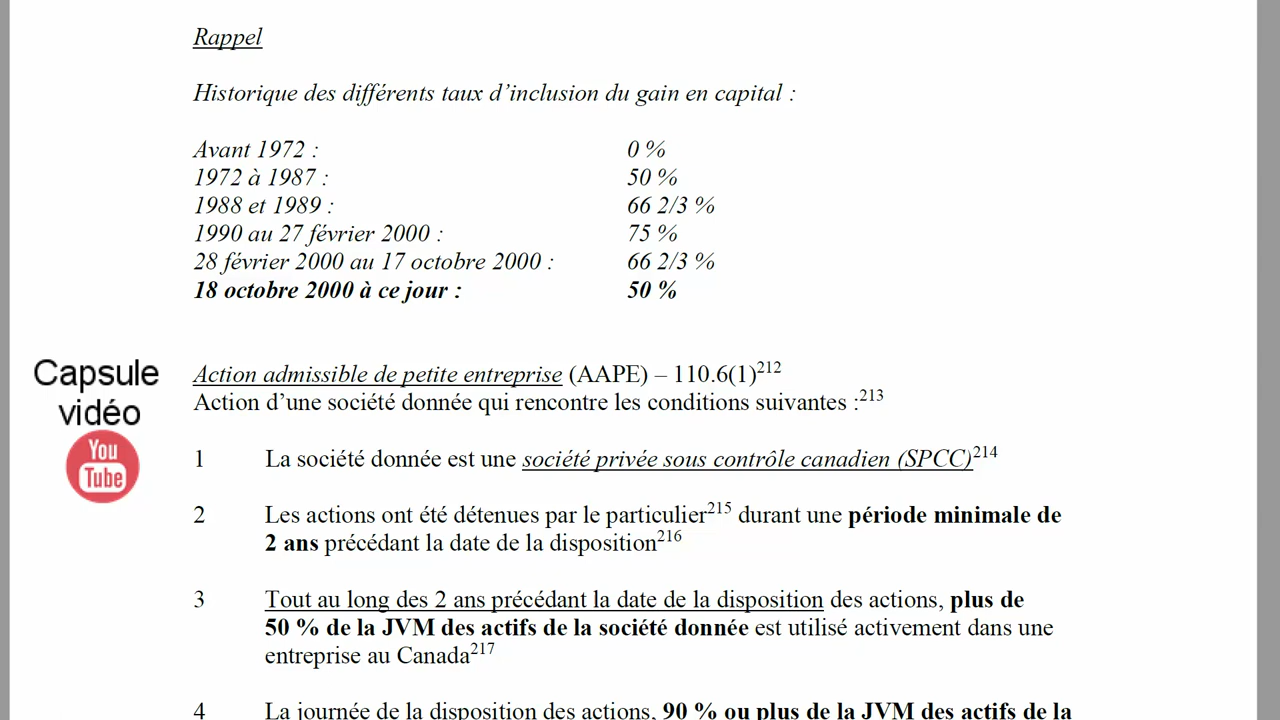 Rappel
Historique des différents taux d’inclusion du gain en capital :
Avant 1972 : 0 %
1972 à 1987 : 50 %
1988 et 1989 : 66 2/3 %
1990 au 27 février 2000 : 75 %
28 février 2000 au 17 octobre 2000 : 66 2/3 %
18 octobre 2000 à ce jour : 50 %
Capsule
vidéo
You
Tube
Action admissible de petite entreprise (AAPE) – 110.6(1)212
Action d’une société donnée qui rencontre les conditions suivantes :213
1 La société donnée est une société privée sous contrôle canadien (SPCC)214
2 Les actions ont été détenues par le particulier215 durant une période minimale de
2 ans précédant la date de la disposition216
3 Tout au long des 2 ans précédant la date de la disposition des actions, plus de
50 % de la JVM des actifs de la société donnée est utilisé activement dans une
entreprise au Canada217
4 La journée de la disposition des actions, 90 % ou plus de la JVM des actifs de la